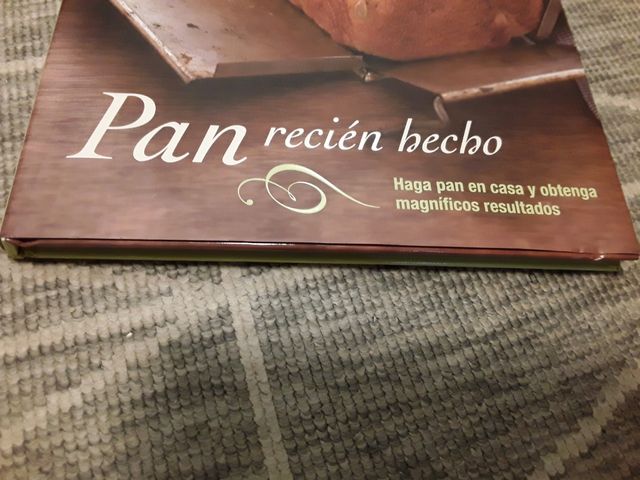 Pan recién hecho
Haga pan en casa y obtenga
magníficos resultados